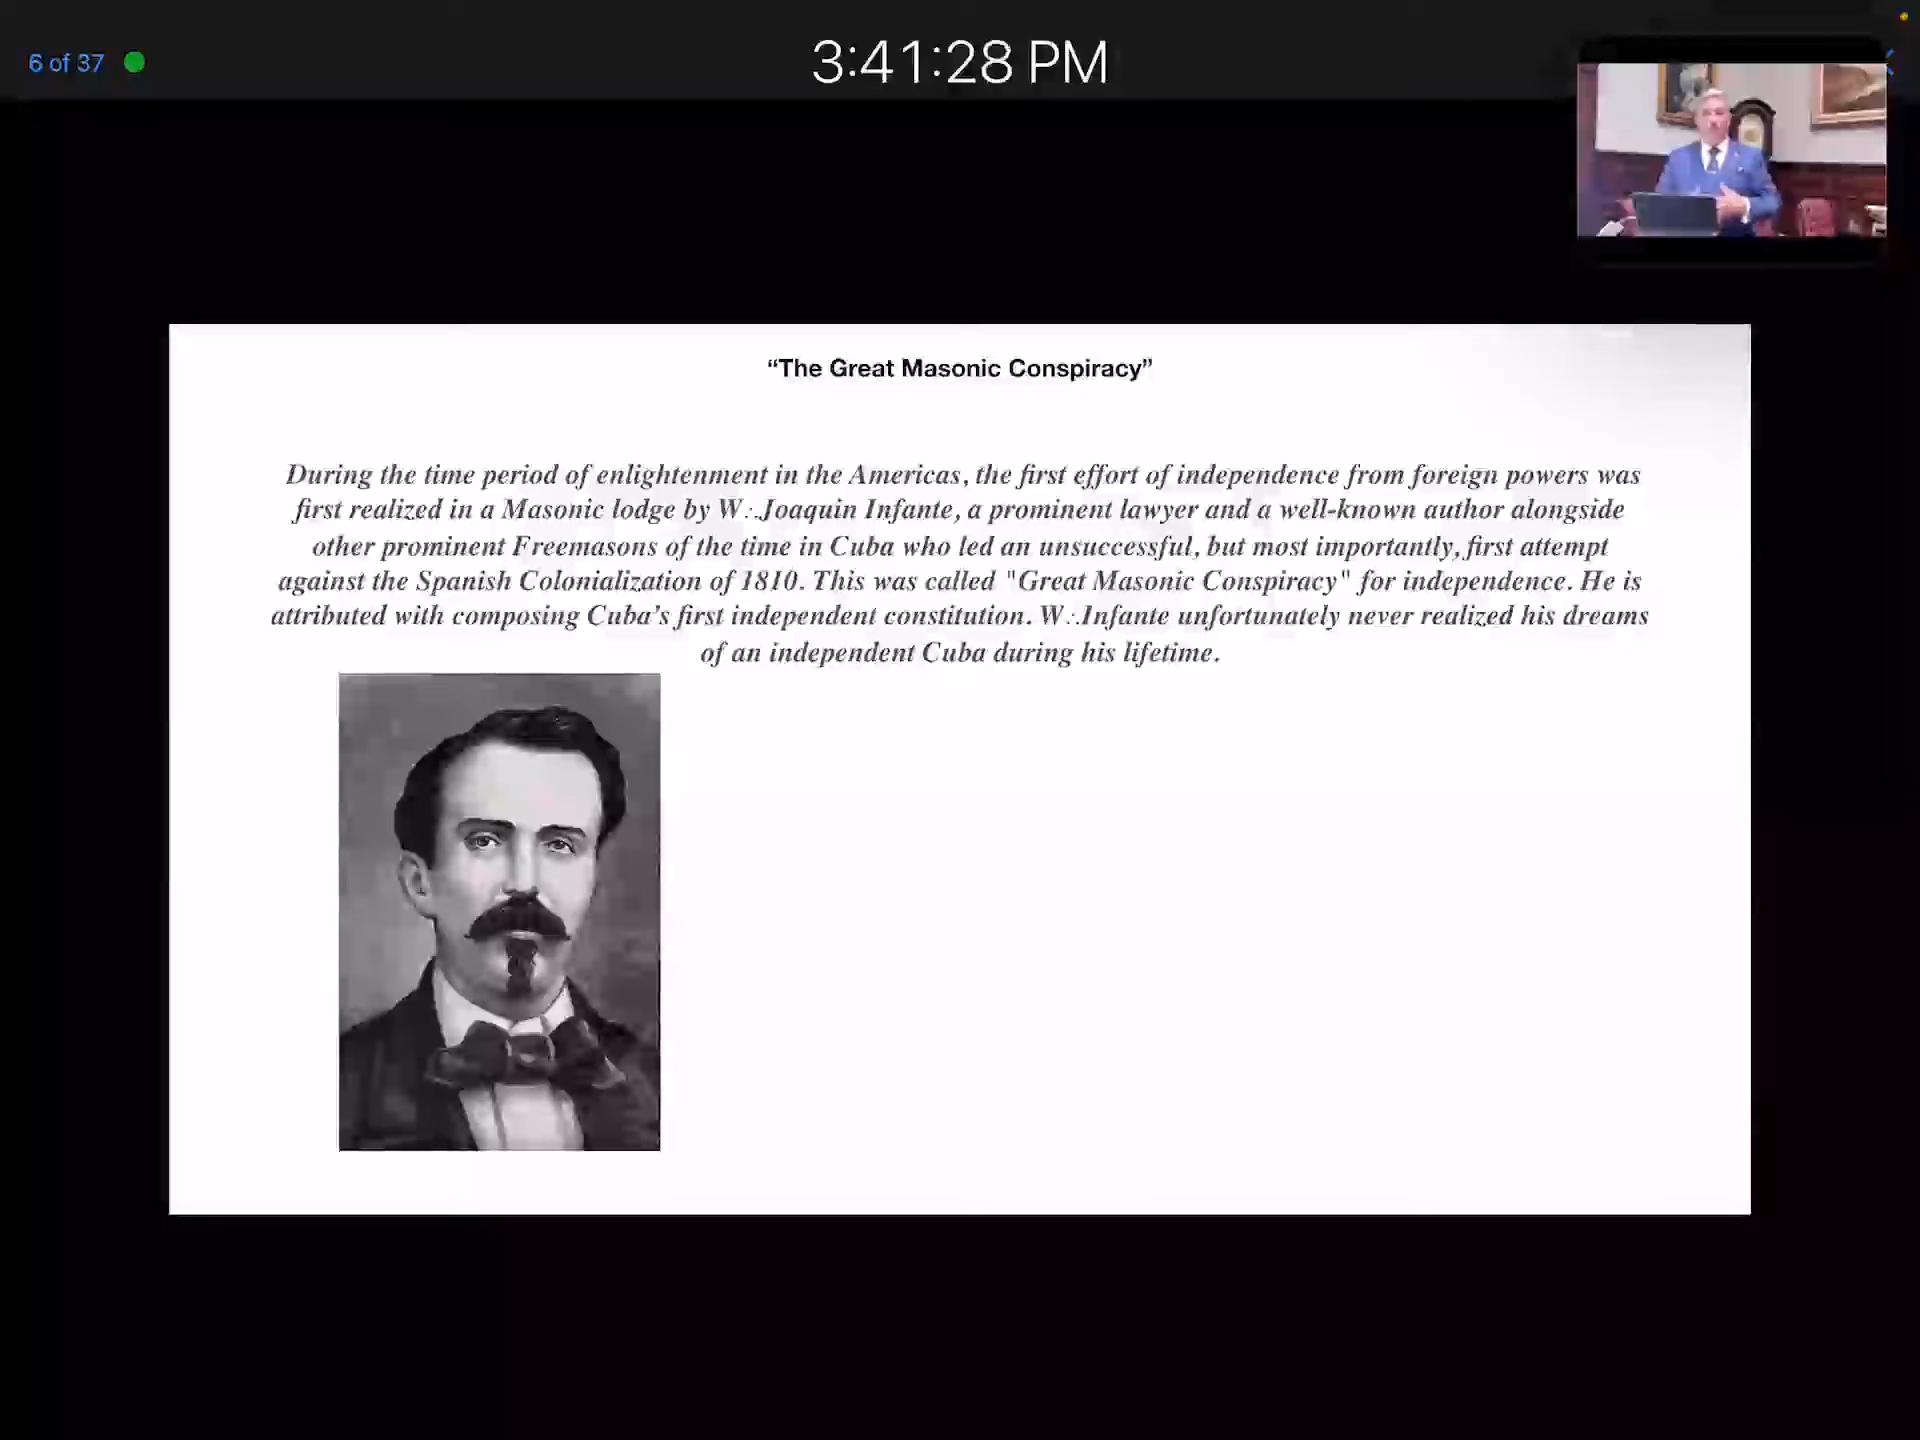 6 of 37
3:41:28 PM
“The Great Masonic Conspiracy”
During the time period of enlightenment in the Americas, the first effort of independence from foreign powers was
first realized in a Masonic lodge by W∴Joaquin Infante, a prominent lawyer and a well-known author alongside
other prominent Freemasons of the time in Cuba who led an unsuccessful, but most importantly, first attempt
against the Spanish Colonialization of 1810. This was called "Great Masonic Conspiracy" for independence. He is
attributed with composing Cuba’s first independent constitution. W∴Infante unfortunately never realized his dreams
of an independent Cuba during his lifetime.